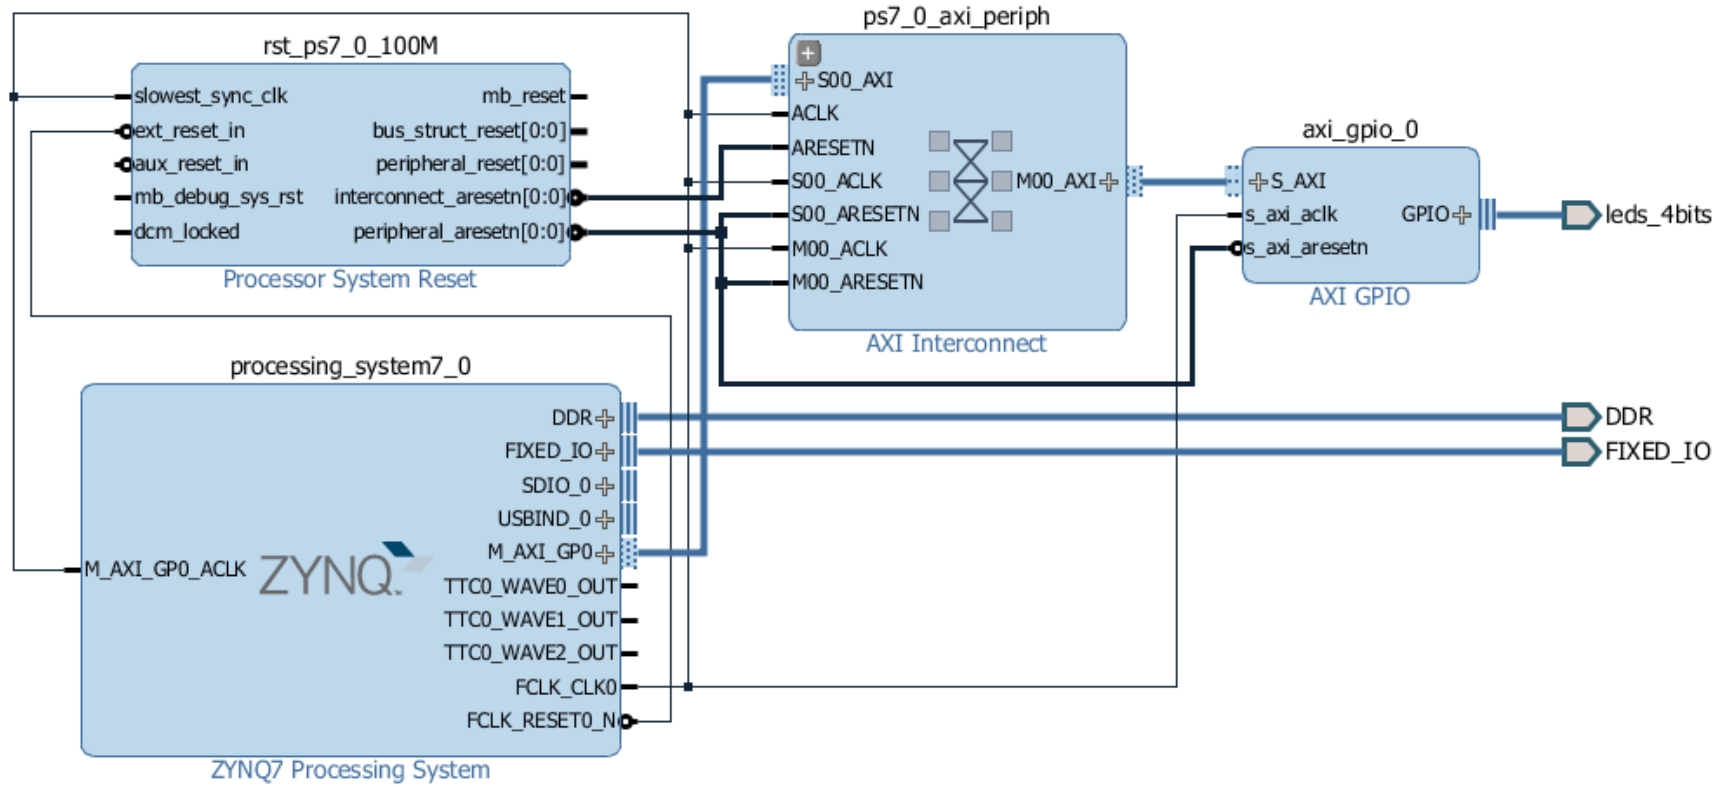 rst_ps7_0_100M
slowest_sync_clk
ext_reset_in
aux_reset_in
mb_debug_sys_rst
dcm_locked
mb_reset
bus_struct_reset[0:0]
peripheral_reset[0:0]
interconnect_aresetn[0:0]
peripheral_aresetn[0:0]
Processor System Reset
ps7_0_axi_periph
S00_AXI
ACLK
ARESETN
S00_ACLK
S00_ARESETN
M00_ACLK
M00_ARESETN
M00_AXI
AXI Interconnect
axi_gpio_0
S_AXI
s_axi_aclk
s_axi_aresetn
GPIO
AXI GPIO
leds_4bits
processing_system7_0
M_AXI_GP0_ACLK
ZYNQ
DDR
FIXED_IO
SDIO_0
USBIND_0
M_AXI_GP0
TTC0_WAVE0_OUT
TTC0_WAVE1_OUT
TTC0_WAVE2_OUT
FCLK_CLK0
FCLK_RESET0_N
ZYNQ7 Processing System
DDR
FIXED_IO